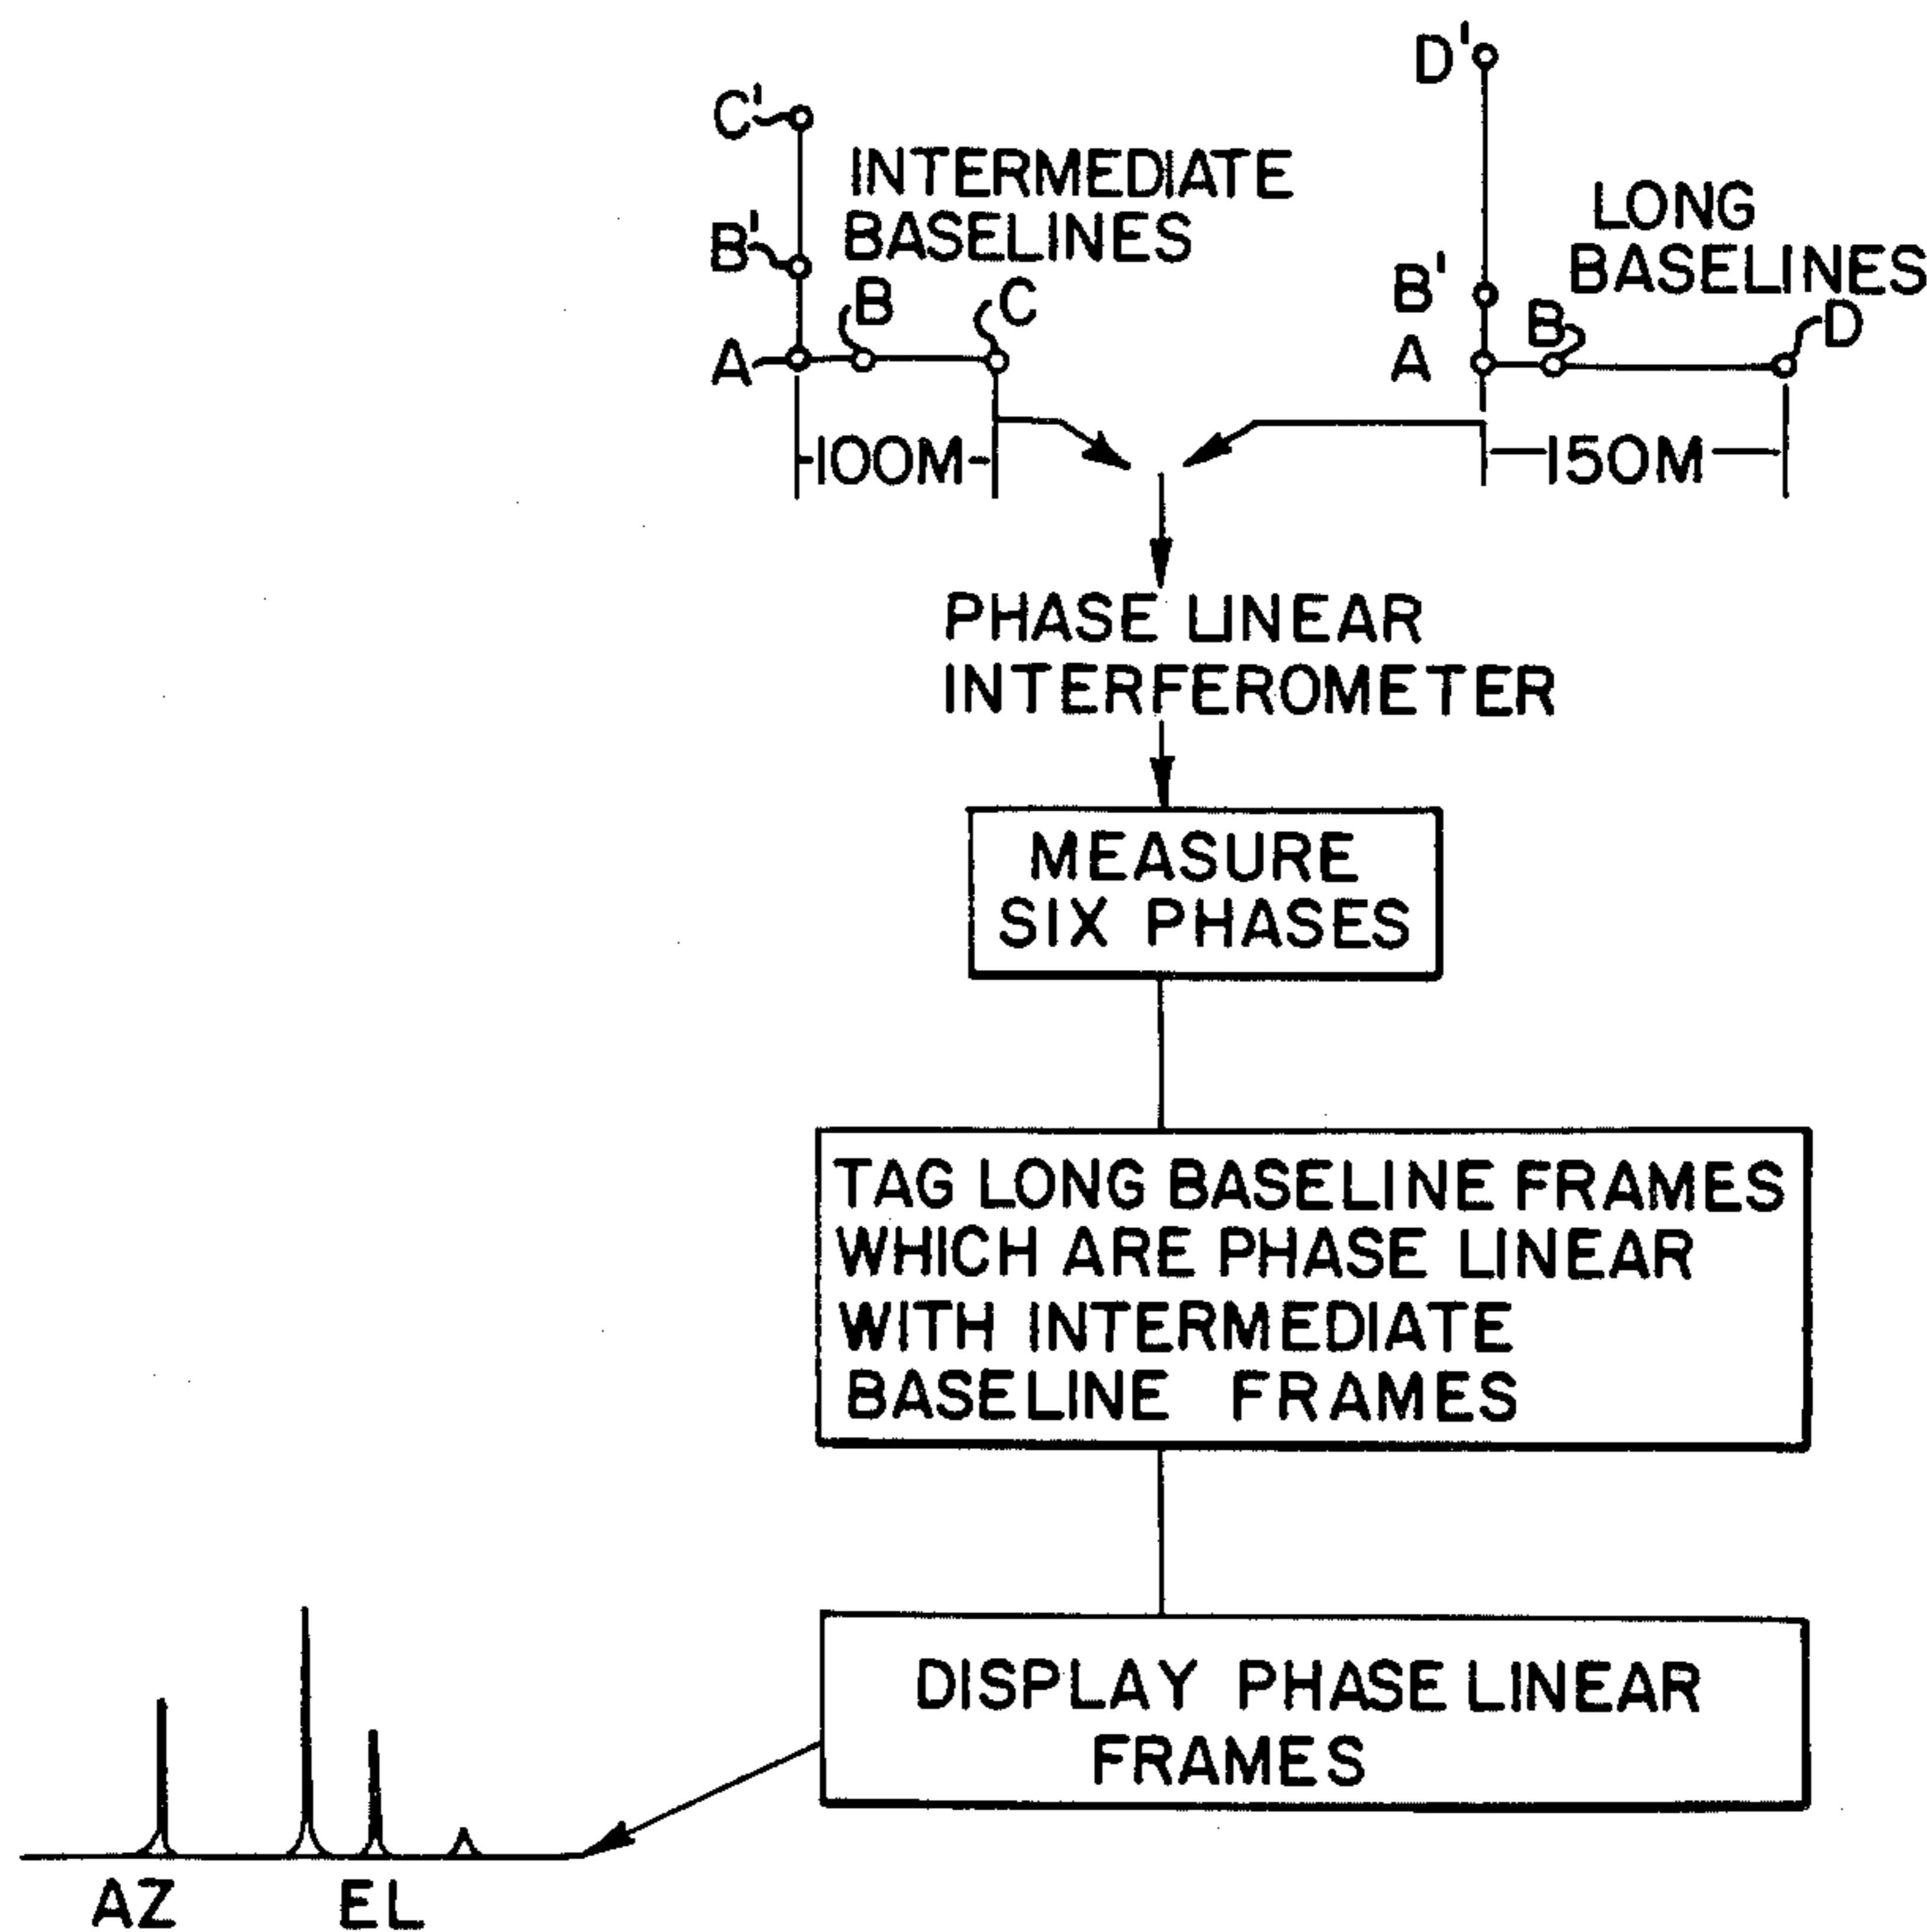 C'
B'
A
INTERMEDIATE
BASELINES
B
C
100M
D'
B'
A
LONG
BASELINES
B
D
150M
PHASE LINEAR
INTERFEROMETER
MEASURE
SIX PHASES
TAG LONG BASELINE FRAMES
WHICH ARE PHASE LINEAR
WITH INTERMEDIATE
BASELINE FRAMES
DISPLAY PHASE LINEAR
FRAMES
AZ
EL